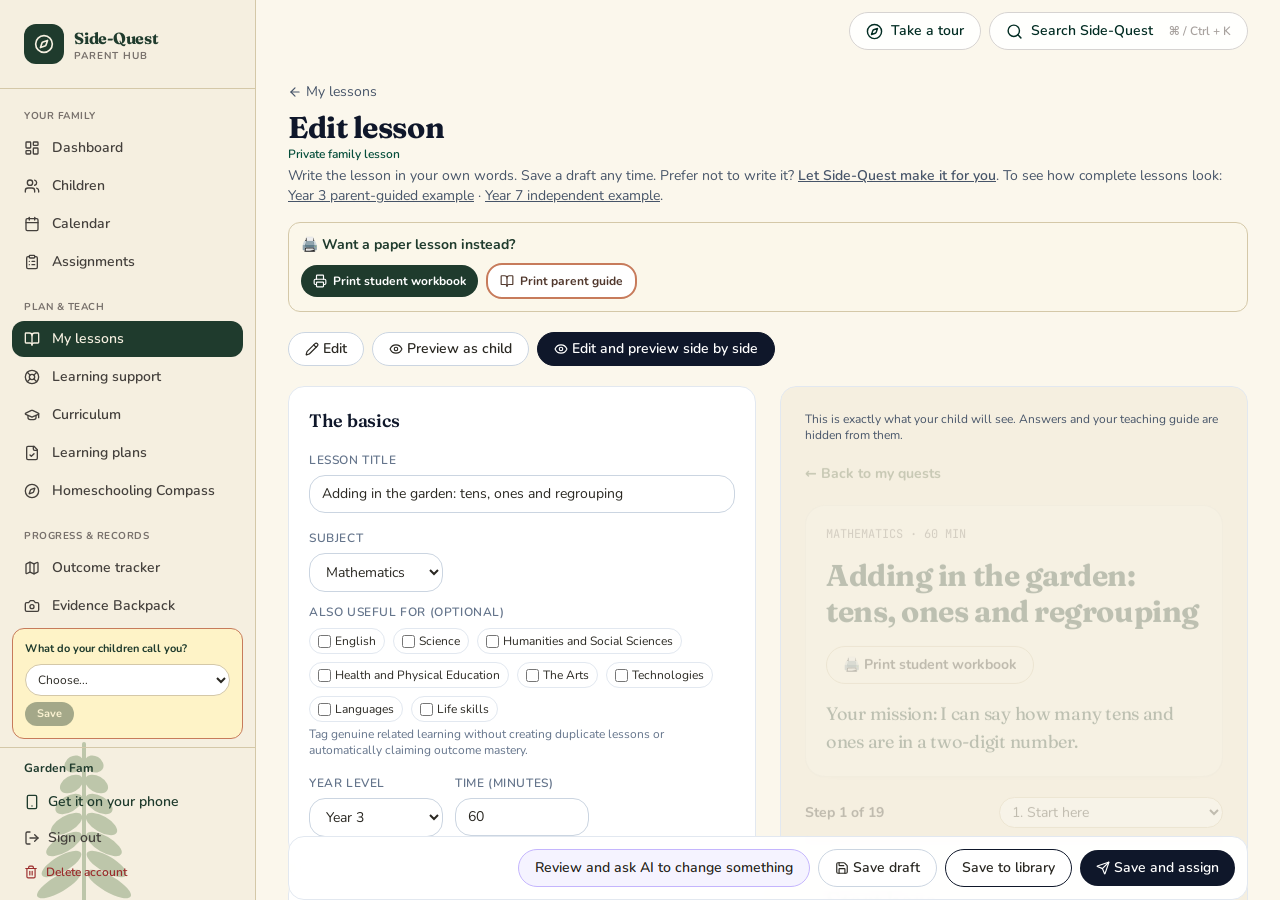 Side-Quest
PARENT HUB
YOUR FAMILY
Dashboard
Children
Calendar
Assignments
PLAN & TEACH
My lessons
Learning support
Curriculum
Learning plans
Homeschooling Compass
PROGRESS & RECORDS
Outcome tracker
Evidence Backpack
What do your children call you?
Choose...
Save
Garden Fam
Get it on your phone
Sign out
Delete account
Take a tour
Search Side-Quest ⌘ / Ctrl + K
← My lessons
Edit lesson
Private family lesson
Write the lesson in your own words. Save a draft any time. Prefer not to write it? Let Side-Quest make it for you. To see how complete lessons look:
Year 3 parent-guided example · Year 7 independent example.
🖨️ Want a paper lesson instead?
Print student workbook
Print parent guide
Edit
Preview as child
Edit and preview side by side
The basics
LESSON TITLE
Adding in the garden: tens, ones and regrouping
SUBJECT
Mathematics
ALSO USEFUL FOR (OPTIONAL)
English
Science
Humanities and Social Sciences
Health and Physical Education
The Arts
Technologies
Languages
Life skills
Tag genuine related learning without creating duplicate lessons or
automatically claiming outcome mastery.
YEAR LEVEL
TIME (MINUTES)
Year 3
60
This is exactly what your child will see. Answers and your teaching guide are
hidden from them.
← Back to my quests
MATHEMATICS · 60 MIN
Adding in the garden:
tens, ones and regrouping
🖨️ Print student workbook
Your mission: I can say how many tens and
ones are in a two-digit number.
Step 1 of 19
1. Start here
Review and ask AI to change something
Save draft
Save to library
Save and assign